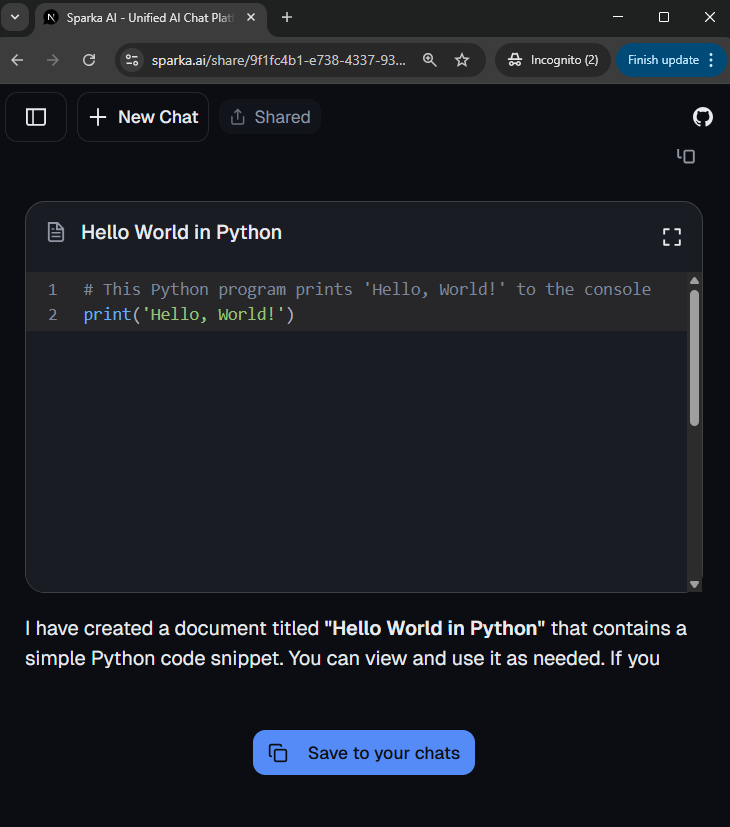 Sparka AI - Unified AI Chat Plat
sparka.ai/share/9f1fc4b1-e738-4337-93...
Incognito (2)
Finish update
New Chat
Shared
Hello World in Python
1 # This Python program prints 'Hello, World!' to the console
2 print('Hello, World!')
I have created a document titled "Hello World in Python" that contains a
simple Python code snippet. You can view and use it as needed. If you
Save to your chats